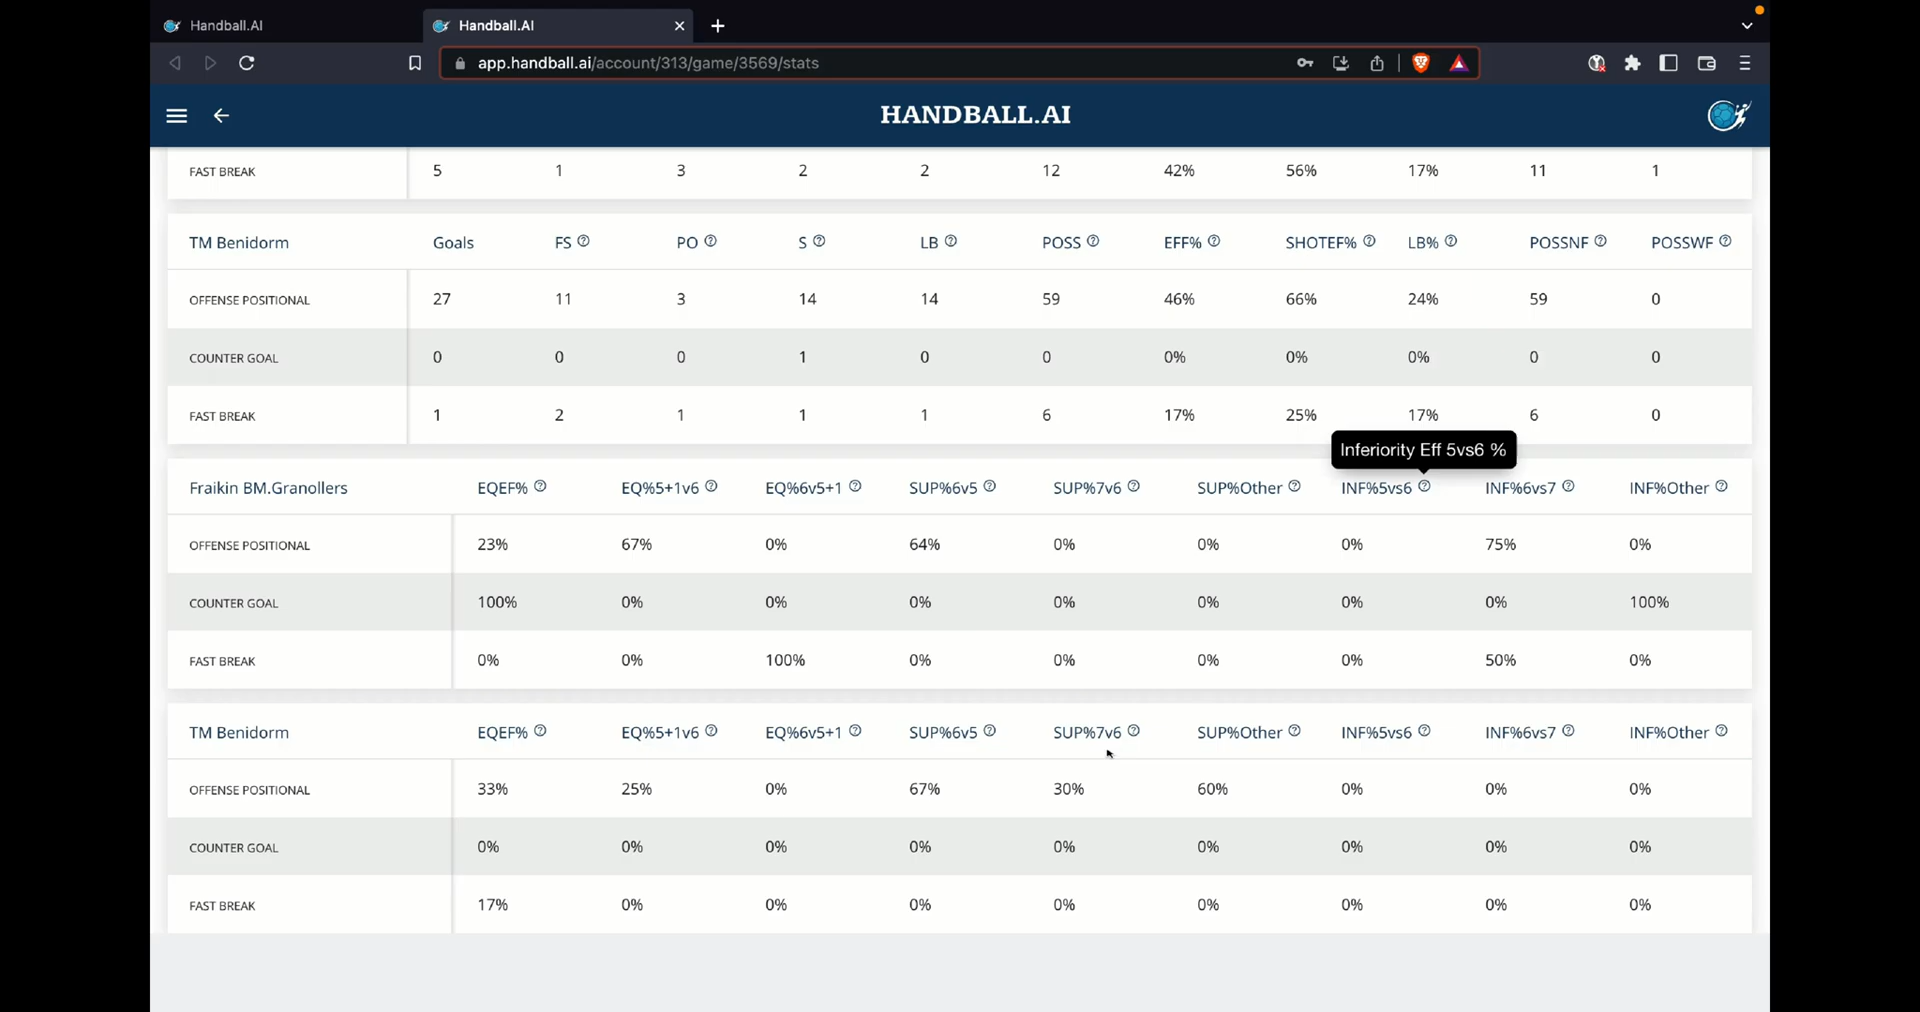 Handball.AI
Handball.AI
app.handball.ai/account/313/game/3569/stats
HANDBALL.AI
FAST BREAK 5 1 3 2 2 12 42% 56% 17% 11 1
TM Benidorm Goals FS PO S LB POSS EFF% SHOTEF% LB% POSSNF POSSWF
OFFENSE POSITIONAL 27 11 3 14 14 59 46% 66% 24% 59 0
COUNTER GOAL 0 0 0 1 0 0 0% 0% 0% 0 0
FAST BREAK 1 2 1 1 1 6 17% 25% 17% 6 0
Inferiority Eff 5vs6 %
Fraikin BM.Granollers EQEF% EQ%5+1v6 EQ%6v5+1 SUP%6v5 SUP%7v6 SUP%Other INF%5vs6 INF%6vs7 INF%Other
OFFENSE POSITIONAL 23% 67% 0% 64% 0% 0% 0% 75% 0%
COUNTER GOAL 100% 0% 0% 0% 0% 0% 0% 0% 100%
FAST BREAK 0% 0% 100% 0% 0% 0% 0% 50% 0%
TM Benidorm EQEF% EQ%5+1v6 EQ%6v5+1 SUP%6v5 SUP%7v6 SUP%Other INF%5vs6 INF%6vs7 INF%Other
OFFENSE POSITIONAL 33% 25% 0% 67% 30% 60% 0% 0% 0%
COUNTER GOAL 0% 0% 0% 0% 0% 0% 0% 0% 0%
FAST BREAK 17% 0% 0% 0% 0% 0% 0% 0% 0%